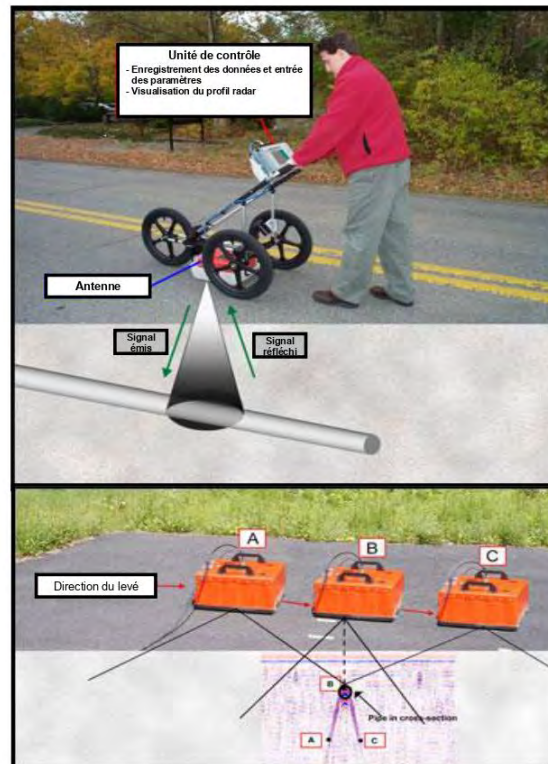 Unité de contrôle
- Enregistrement des données et entrée
des paramètres
- Visualisation du profil radar
Antenne
Signal
émis
Signal
réfléchi
A
B
C
Direction du levé
B
Pipe in cross-section
A
C